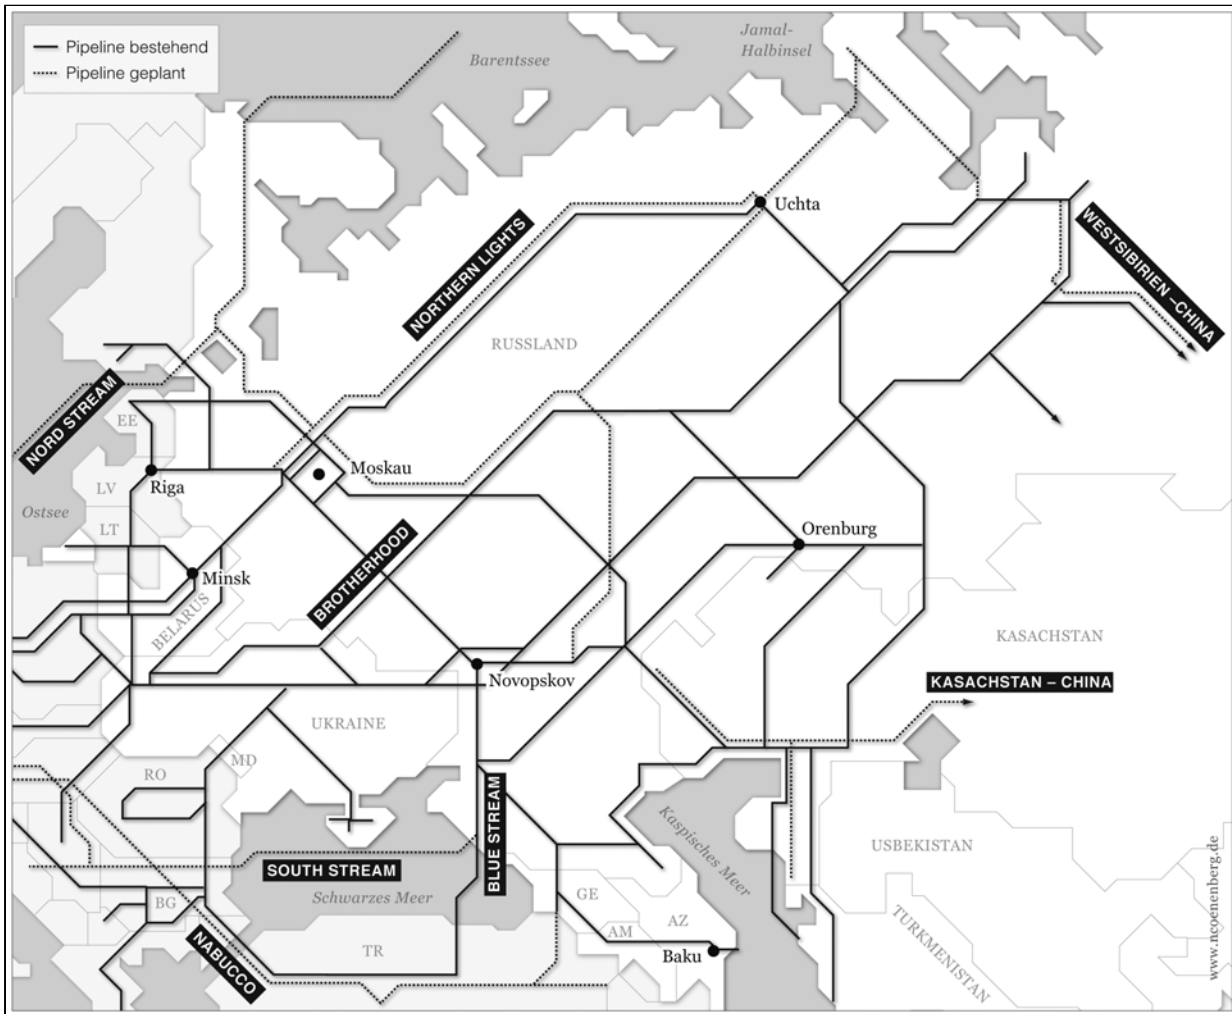 Pipeline bestehend
Pipeline geplant
Barentssee
Jamal-
Halbinsel
Uchta
NORTHERN LIGHTS
WESTSIBIRIEN –CHINA
RUSSLAND
NORD STREAM
EE
Moskau
LV
Riga
Ostsee
LT
Orenburg
BROTHERHOOD
Minsk
BELARUS
KASACHSTAN
Novopskov
KASACHSTAN – CHINA
UKRAINE
MD
RO
BLUE STREAM
Kaspisches Meer
USBEKISTAN
SOUTH STREAM
Schwarzes Meer
GE
BG
AZ
AM
TURKMENISTAN
NABUCCO
TR
Baku
www.ncoenenberg.de